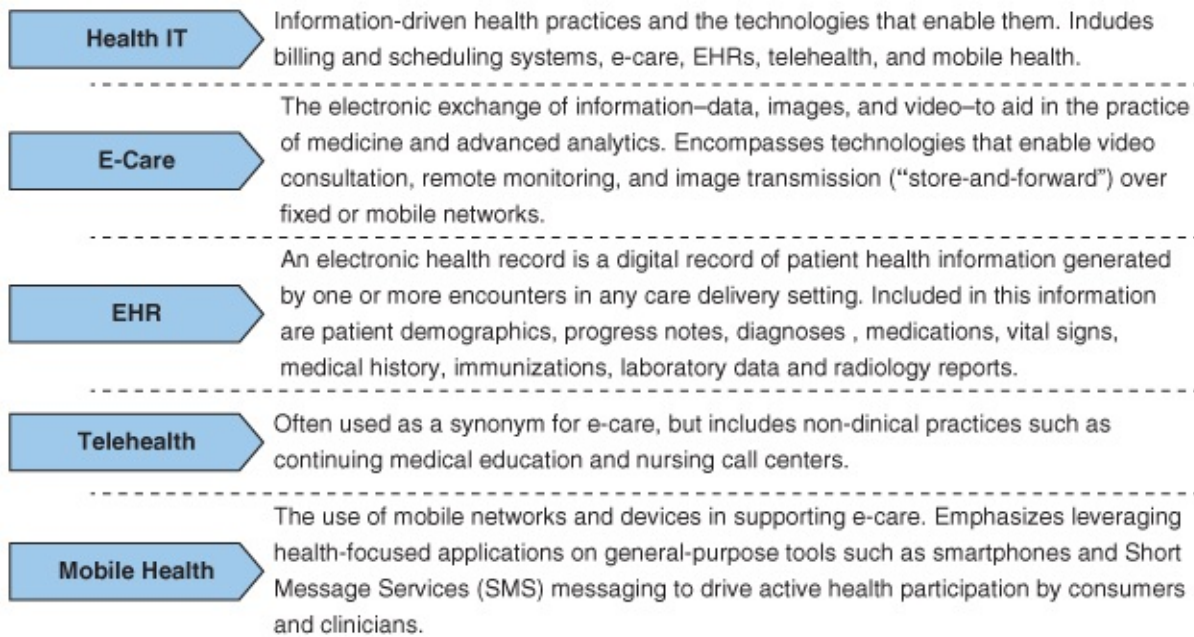 Health IT
Information-driven health practices and the technologies that enable them. Indudes
billing and scheduling systems, e-care, EHRs, telehealth, and mobile health.
E-Care
The electronic exchange of information–data, images, and video–to aid in the practice
of medicine and advanced analytics. Encompasses technologies that enable video
consultation, remote monitoring, and image transmission (“store-and-forward”) over
fixed or mobile networks.
EHR
An electronic health record is a digital record of patient health information generated
by one or more encounters in any care delivery setting. Included in this information
are patient demographics, progress notes, diagnoses , medications, vital signs,
medical history, immunizations, laboratory data and radiology reports.
Telehealth
Often used as a synonym for e-care, but includes non-dinical practices such as
continuing medical education and nursing call centers.
Mobile Health
The use of mobile networks and devices in supporting e-care. Emphasizes leveraging
health-focused applications on general-purpose tools such as smartphones and Short
Message Services (SMS) messaging to drive active health participation by consumers
and clinicians.